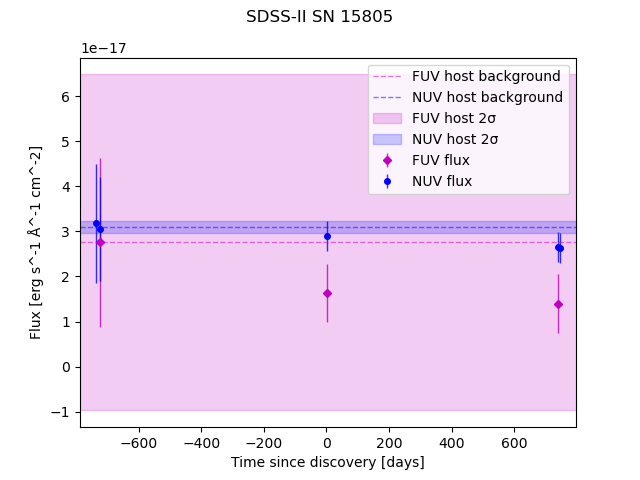 SDSS-II SN 15805
1e−17
FUV host background
NUV host background
FUV host 2σ
NUV host 2σ
FUV flux
NUV flux
6
5
4
3
2
1
0
−1
Flux [erg s^-1 Å^-1 cm^-2]
−600
−400
−200
0
200
400
600
Time since discovery [days]